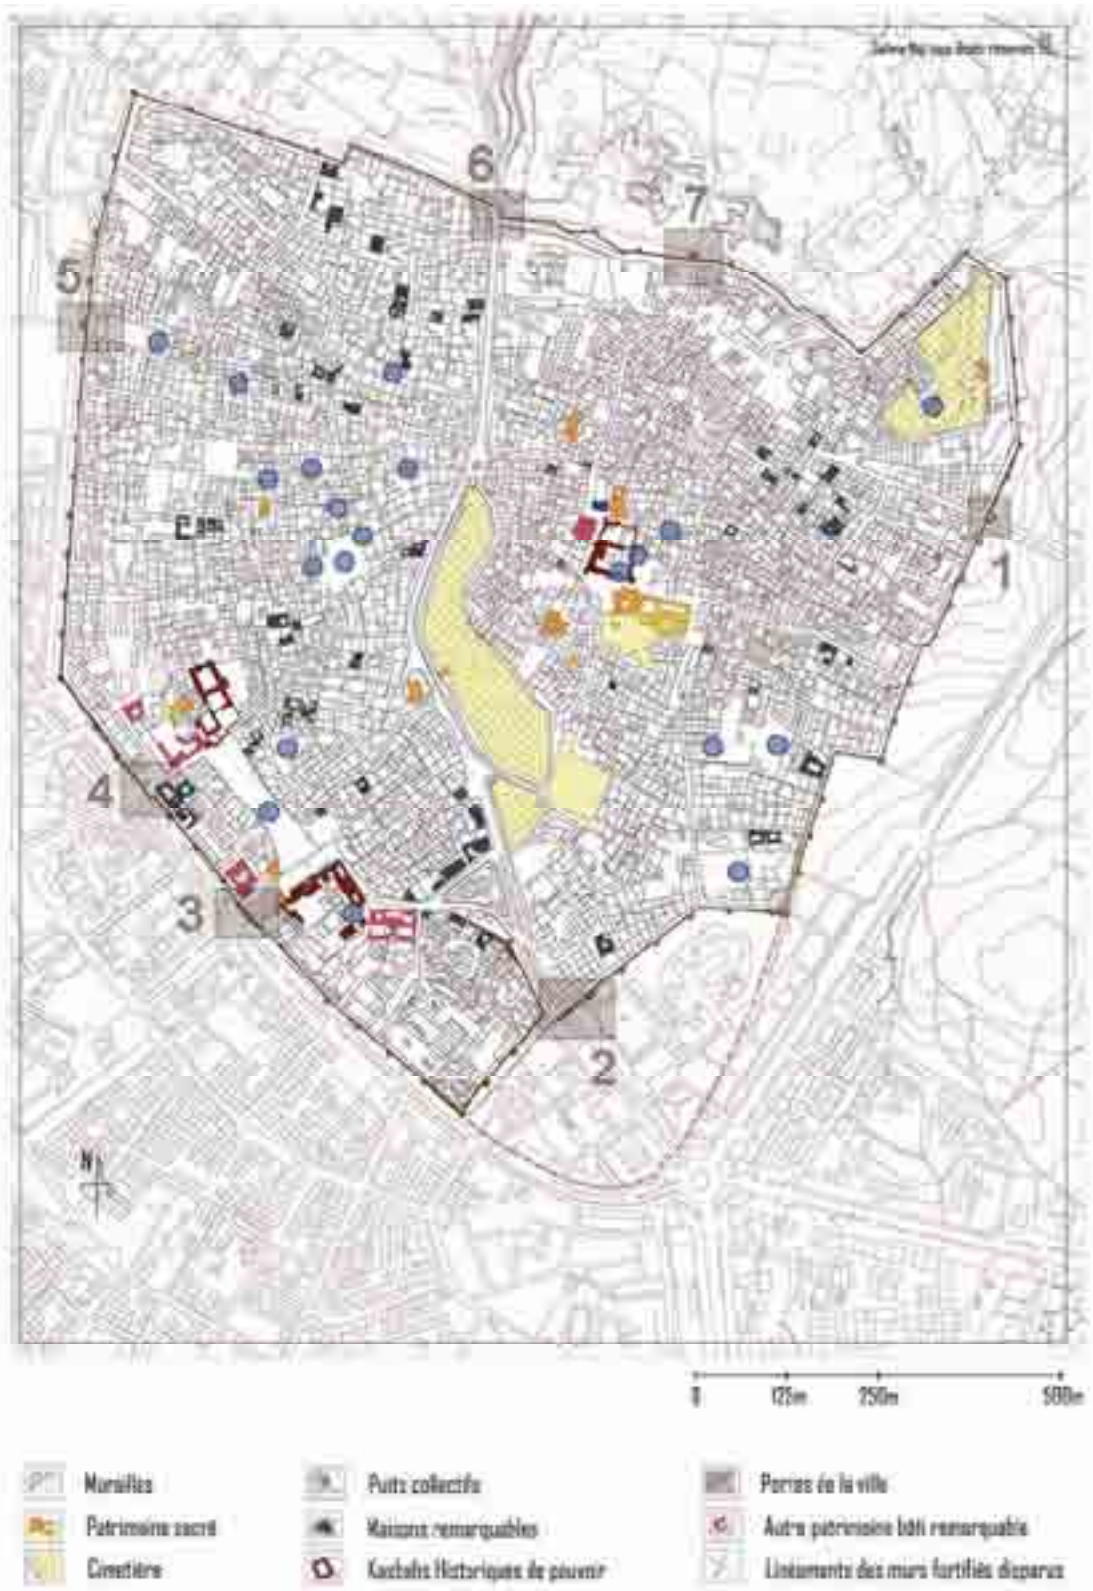 6
7
5
1
4
3
2
N
0 125m 250m 500m
Murailles
Puits collectifs
Portes de la ville
Patrimoine sacré
Maisons remarquables
Autre patrimoine bâti remarquable
Cimetière
Kasbahs Historiques de pouvoir
Linéaments des murs fortifiés disparus